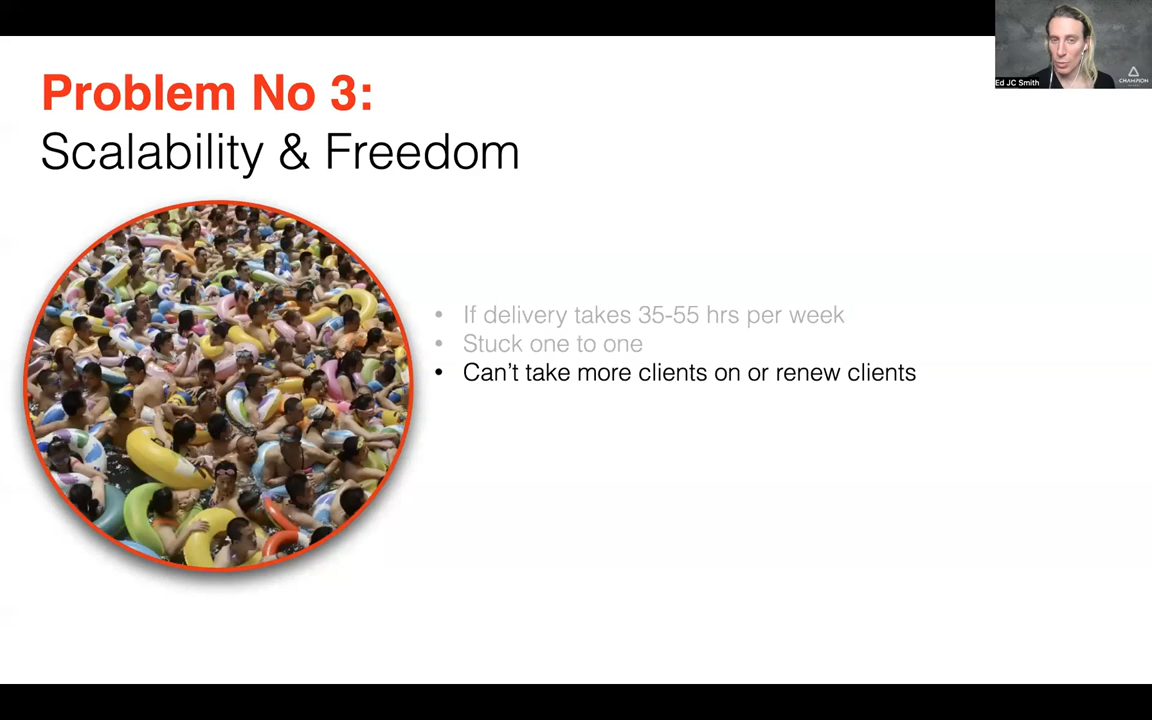 Problem No 3:
Scalability & Freedom
• If delivery takes 35-55 hrs per week
• Stuck one to one
• Can't take more clients on or renew clients
Ed JC Smith
CHAMPION